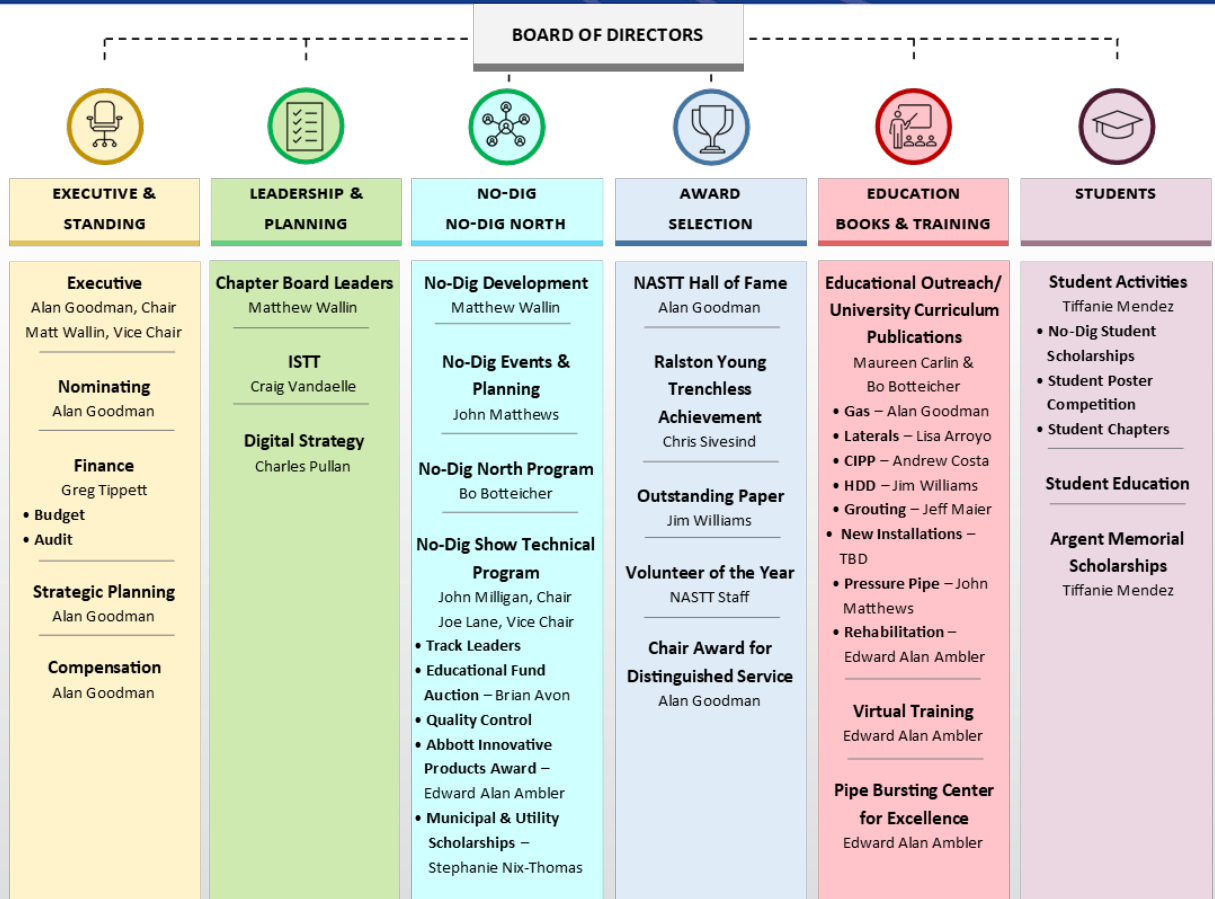 BOARD OF DIRECTORS
EXECUTIVE &
STANDING
Executive
Alan Goodman, Chair
Matt Wallin, Vice Chair
Nominating
Alan Goodman
Finance
Greg Tippett
• Budget
• Audit
Strategic Planning
Alan Goodman
Compensation
Alan Goodman
LEADERSHIP &
PLANNING
Chapter Board Leaders
Matthew Wallin
ISTT
Craig Vandaelle
Digital Strategy
Charles Pullan
NO-DIG
NO-DIG NORTH
No-Dig Development
Matthew Wallin
No-Dig Events &
Planning
John Matthews
No-Dig North Program
Bo Botteicher
No-Dig Show Technical
Program
John Milligan, Chair
Joe Lane, Vice Chair
• Track Leaders
• Educational Fund
Auction – Brian Avon
• Quality Control
• Abbott Innovative
Products Award –
Edward Alan Ambler
• Municipal & Utility
Scholarships –
Stephanie Nix-Thomas
AWARD
SELECTION
NASTT Hall of Fame
Alan Goodman
Ralston Young
Trenchless
Achievement
Chris Sivesind
Outstanding Paper
Jim Williams
Volunteer of the Year
NASTT Staff
Chair Award for
Distinguished Service
Alan Goodman
EDUCATION
BOOKS & TRAINING
Educational Outreach/
University Curriculum
Publications
Maureen Carlin &
Bo Botteicher
• Gas – Alan Goodman
• Laterals – Lisa Arroyo
• CIPP – Andrew Costa
• HDD – Jim Williams
• Grouting – Jeff Maier
• New Installations –
TBD
• Pressure Pipe – John
Matthews
• Rehabilitation –
Edward Alan Ambler
Virtual Training
Edward Alan Ambler
Pipe Bursting Center
for Excellence
Edward Alan Ambler
STUDENTS
Student Activities
Tiffanie Mendez
• No-Dig Student
Scholarships
• Student Poster
Competition
• Student Chapters
Student Education
Argent Memorial
Scholarships
Tiffanie Mendez